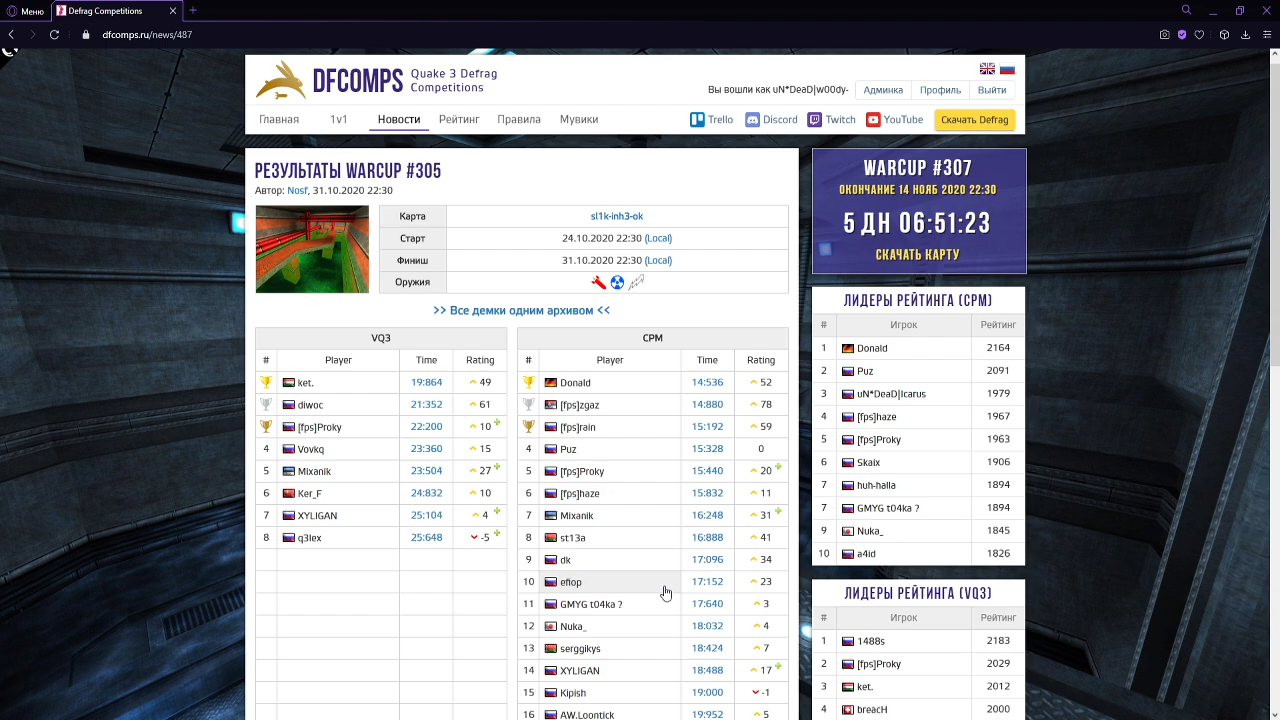 Меню
Defrag Competitions
dfcomps.ru/news/487
DFCOMPS
Quake 3 Defrag
Competitions
Вы вошли как uN*DeaD|w00dy-
Админка
Профиль
Выйти
Главная
1v1
Новости
Рейтинг
Правила
Мувики
Trello
Discord
Twitch
YouTube
Скачать Defrag
РЕЗУЛЬТАТЫ WARCUP #305
Автор: Nosf, 31.10.2020 22:30
Карта sl1k-inh3-ok
Старт 24.10.2020 22:30 (Local)
Финиш 31.10.2020 22:30 (Local)
Оружия
>> Все демки одним архивом <<
VQ3
# Player Time Rating
ket. 19:864 49
diwoc 21:352 61
[fps]Proky 22:200 10
4 Vovkq 23:360 15
5 Mixanik 23:504 27
6 Ker_F 24:832 10
7 XYLIGAN 25:104 4
8 q3lex 25:648 -5
CPM
# Player Time Rating
Donald 14:536 52
[fps]zgaz 14:880 78
[fps]rain 15:192 59
4 Puz 15:328 0
5 [fps]Proky 15:440 20
6 [fps]haze 15:832 11
7 Mixanik 16:248 31
8 st13a 16:888 41
9 dk 17:096 34
10 efiop 17:152 23
11 GMYG t04ka ? 17:640 3
12 Nuka_ 18:032 4
13 serggikys 18:424 7
14 XYLIGAN 18:488 17
15 Kipish 19:000 -1
16 AW.Loontick 19:952 5
WARCUP #307
ОКОНЧАНИЕ 14 НОЯБ 2020 22:30
5 ДН 06:51:23
СКАЧАТЬ КАРТУ
ЛИДЕРЫ РЕЙТИНГА (CPM)
# Игрок Рейтинг
1 Donald 2164
2 Puz 2091
3 uN*DeaD|Icarus 1979
4 [fps]haze 1967
5 [fps]Proky 1963
6 Skaix 1906
7 huh-halla 1894
7 GMYG t04ka ? 1894
9 Nuka_ 1845
10 a4id 1826
ЛИДЕРЫ РЕЙТИНГА (VQ3)
# Игрок Рейтинг
1 1488s 2183
2 [fps]Proky 2029
3 ket. 2012
4 breacH 2000